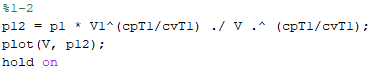 %1-2
p12 = p1 * V1^(cpT1/cvT1) ./ V .^ (cpT1/cvT1);
plot(V, p12);
hold on